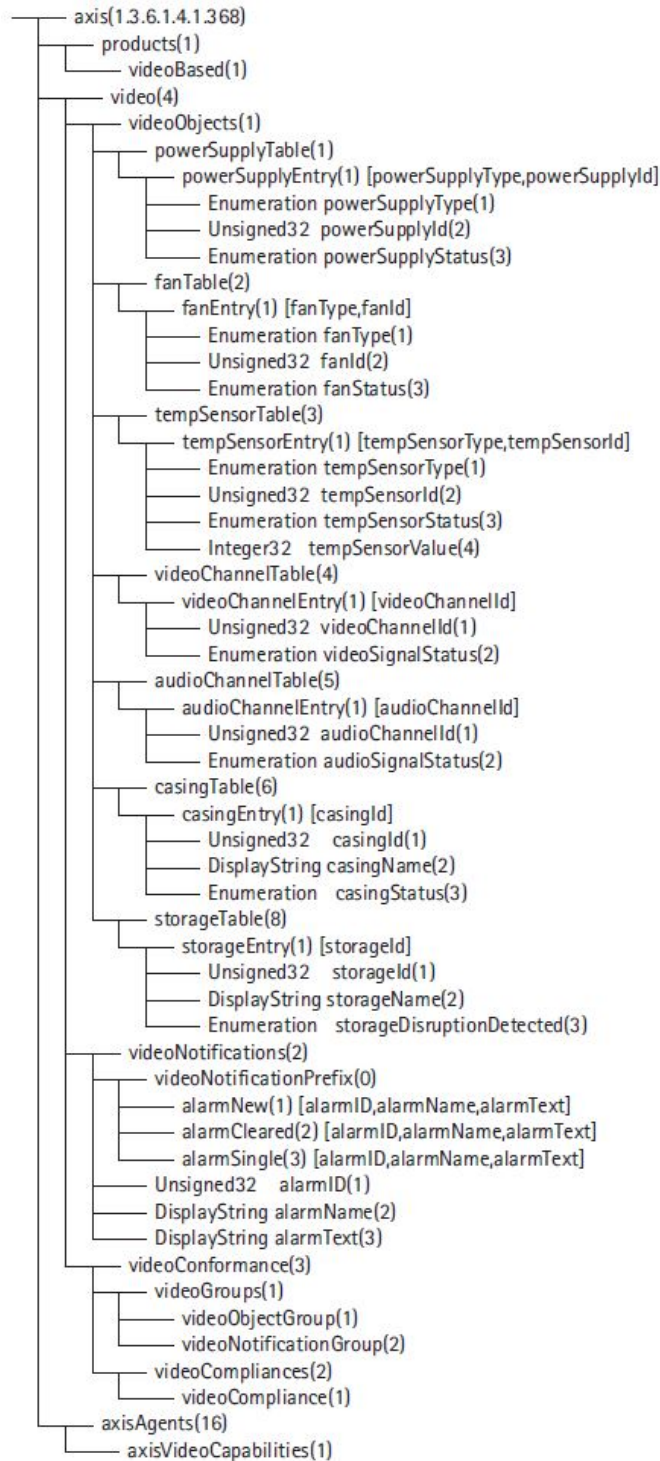 axis(1.3.6.1.4.1.368)
products(1)
videoBased(1)
video(4)
videoObjects(1)
powerSupplyTable(1)
powerSupplyEntry(1) [powerSupplyType,powerSupplyId]
Enumeration powerSupplyType(1)
Unsigned32 powerSupplyId(2)
Enumeration powerSupplyStatus(3)
fanTable(2)
fanEntry(1) [fanType,fanId]
Enumeration fanType(1)
Unsigned32 fanId(2)
Enumeration fanStatus(3)
tempSensorTable(3)
tempSensorEntry(1) [tempSensorType,tempSensorId]
Enumeration tempSensorType(1)
Unsigned32 tempSensorId(2)
Enumeration tempSensorStatus(3)
Integer32 tempSensorValue(4)
videoChannelTable(4)
videoChannelEntry(1) [videoChannelId]
Unsigned32 videoChannelId(1)
Enumeration videoSignalStatus(2)
audioChannelTable(5)
audioChannelEntry(1) [audioChannelId]
Unsigned32 audioChannelId(1)
Enumeration audioSignalStatus(2)
casingTable(6)
casingEntry(1) [casingId]
Unsigned32 casingId(1)
DisplayString casingName(2)
Enumeration casingStatus(3)
storageTable(8)
storageEntry(1) [storageId]
Unsigned32 storageId(1)
DisplayString storageName(2)
Enumeration storageDisruptionDetected(3)
videoNotifications(2)
videoNotificationPrefix(0)
alarmNew(1) [alarmID,alarmName,alarmText]
alarmCleared(2) [alarmID,alarmName,alarmText]
alarmSingle(3) [alarmID,alarmName,alarmText]
Unsigned32 alarmID(1)
DisplayString alarmName(2)
DisplayString alarmText(3)
videoConformance(3)
videoGroups(1)
videoObjectGroup(1)
videoNotificationGroup(2)
videoCompliances(2)
videoCompliance(1)
axisAgents(16)
axisVideoCapabilities(1)